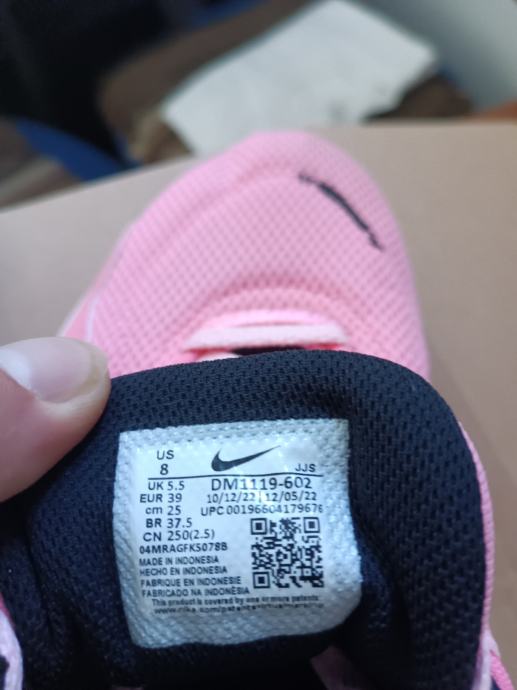 US
8
JJS
UK 5.5
DM1119-602
EUR 39
10/12/22 12/05/22
cm 25
UPC 00196604179676
BR 37.5
CN 250(2.5)
04MRAGFK5078B
MADE IN INDONESIA
HECHO EN INDONESIA
FABRIQUE EN INDONESIE
FABRICADO NA INDONÉSIA
This product is covered by one or more patents